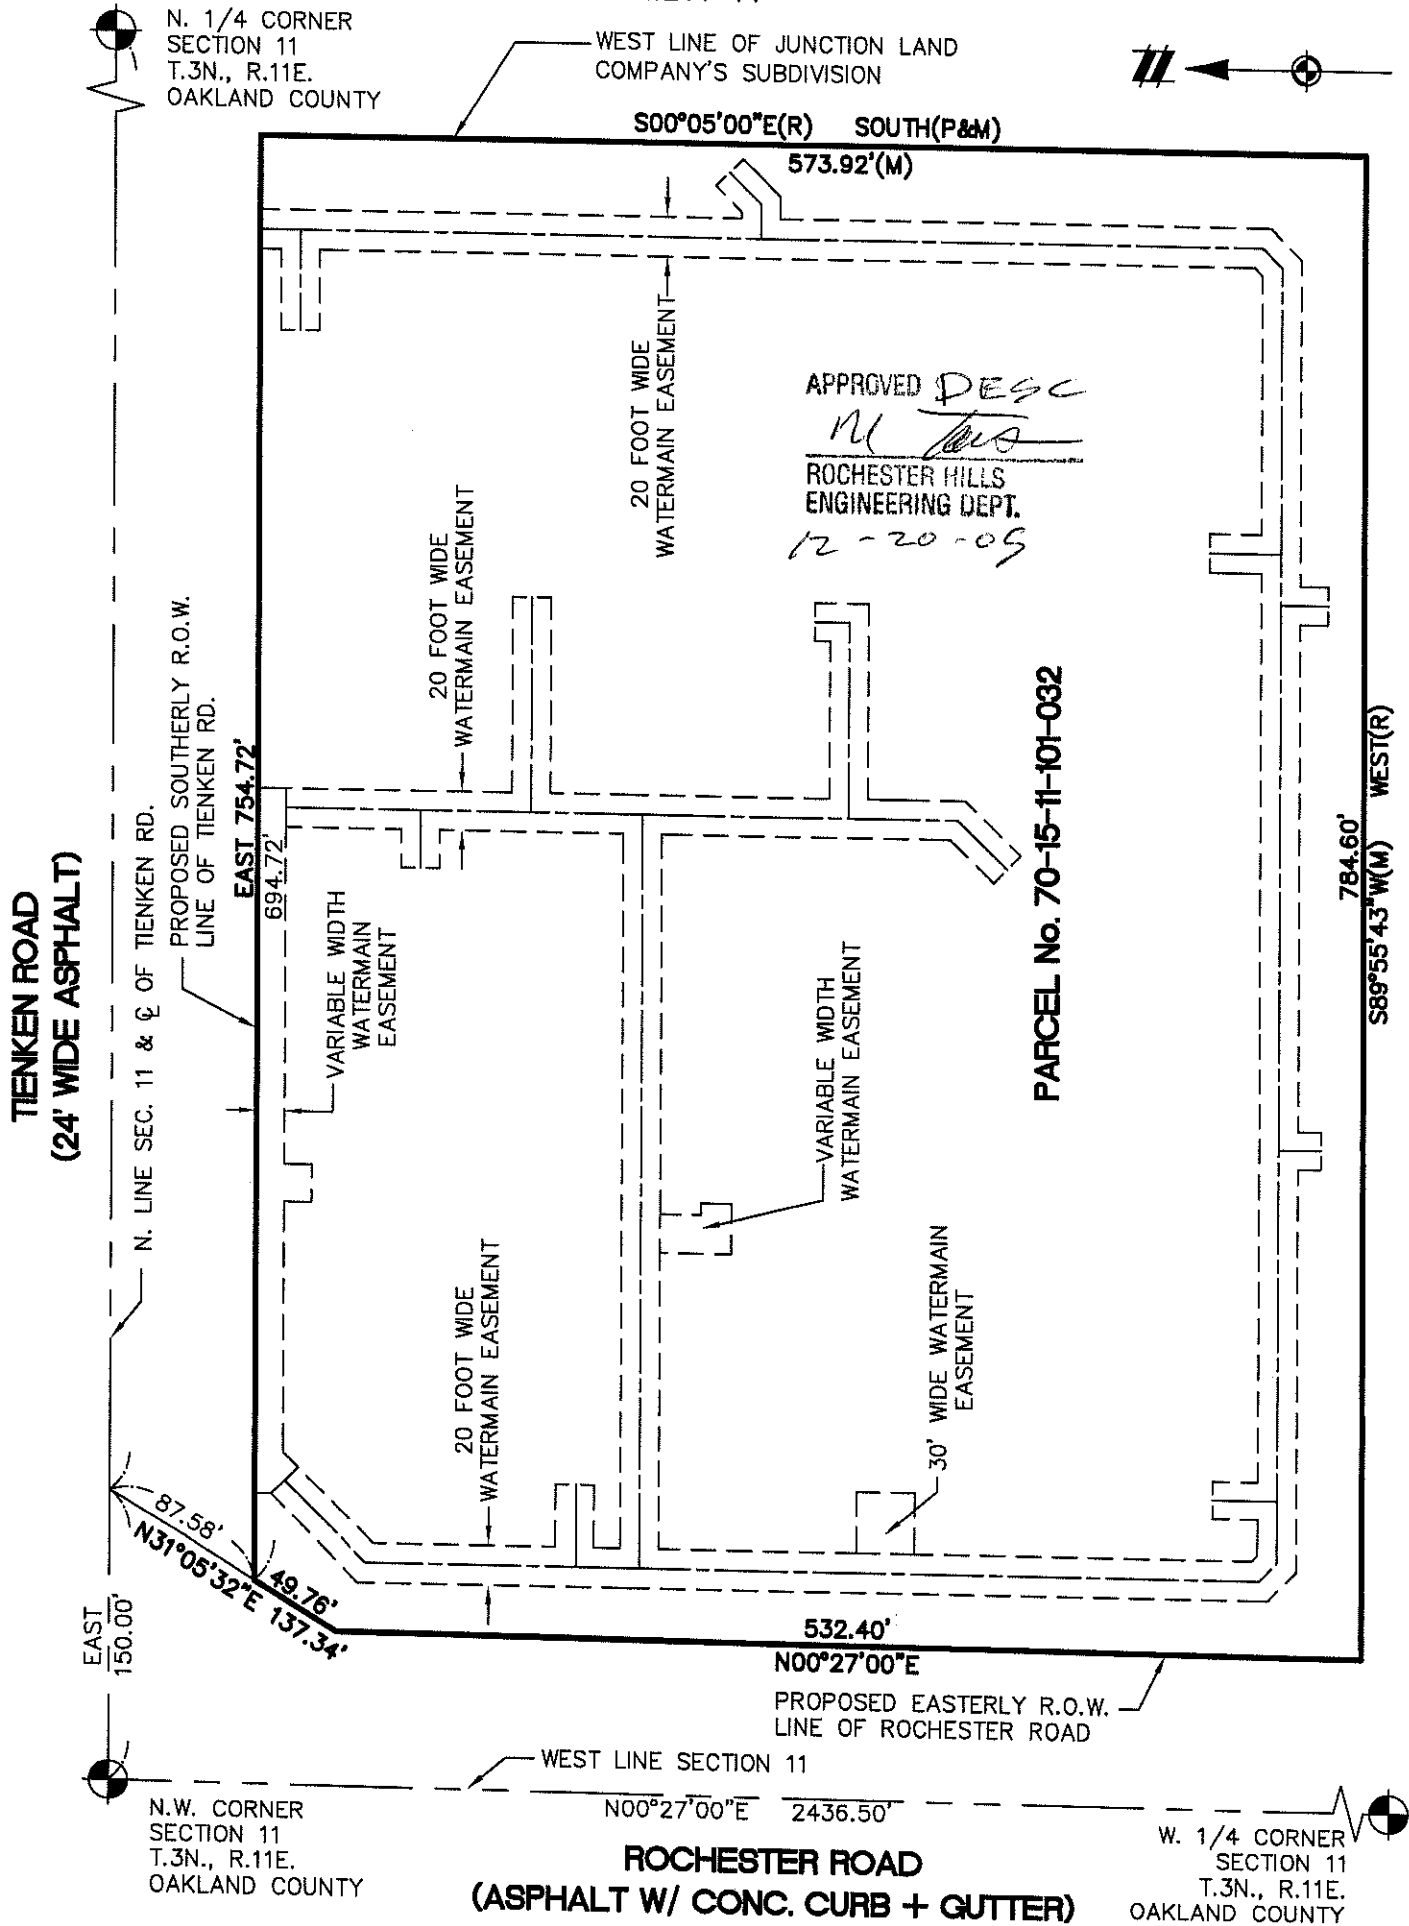 N. 1/4 CORNER
SECTION 11
T.3N., R.11E.
OAKLAND COUNTY
WEST LINE OF JUNCTION LAND
COMPANY'S SUBDIVISION
S00°05'00"E(R) SOUTH(P&M)
573.92'(M)
20 FOOT WIDE
WATERMAIN EASEMENT
APPROVED DESC
ROCHESTER HILLS
ENGINEERING DEPT.
12-20-05
20 FOOT WIDE
WATERMAIN EASEMENT
PROPOSED SOUTHERLY R.O.W.
LINE OF TIENKEN RD.
EAST 754.72'
694.72'
TIENKEN ROAD
(24' WIDE ASPHALT)
N. LINE SEC. 11 & ℄ OF TIENKEN RD.
VARIABLE WIDTH
WATERMAIN
EASEMENT
VARIABLE WIDTH
WATERMAIN EASEMENT
PARCEL No. 70-15-11-101-032
784.60'
S89°55'43"W(M) WEST(R)
20 FOOT WIDE
WATERMAIN EASEMENT
30' WIDE WATERMAIN
EASEMENT
87.58'
N31°05'32"E 137.34'
49.76'
EAST
150.00'
532.40'
N00°27'00"E
PROPOSED EASTERLY R.O.W.
LINE OF ROCHESTER ROAD
WEST LINE SECTION 11
N00°27'00"E 2436.50'
N.W. CORNER
SECTION 11
T.3N., R.11E.
OAKLAND COUNTY
ROCHESTER ROAD
(ASPHALT W/ CONC. CURB + GUTTER)
W. 1/4 CORNER
SECTION 11
T.3N., R.11E.
OAKLAND COUNTY